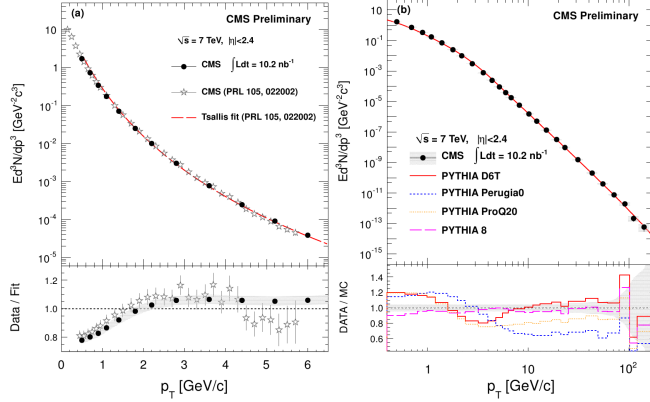 (a)
CMS Preliminary
√s = 7 TeV, |η|<2.4
CMS ∫Ldt = 10.2 nb⁻¹
CMS (PRL 105, 022002)
Tsallis fit (PRL 105, 022002)
Ed³N/dp³ [GeV⁻²c³]
10
1
10⁻¹
10⁻²
10⁻³
10⁻⁴
10⁻⁵
Data / Fit
1.2
1.0
0.8
0 1 2 3 4 5 6
p_T [GeV/c]
(b)
CMS Preliminary
√s = 7 TeV, |η|<2.4
CMS ∫Ldt = 10.2 nb⁻¹
PYTHIA D6T
PYTHIA Perugia0
PYTHIA ProQ20
PYTHIA 8
Ed³N/dp³ [GeV⁻²c³]
10
10⁻¹
10⁻³
10⁻⁵
10⁻⁷
10⁻⁹
10⁻¹¹
10⁻¹³
10⁻¹⁵
DATA / MC
1.4
1.2
1.0
0.8
0.6
1 10 10²
p_T [GeV/c]